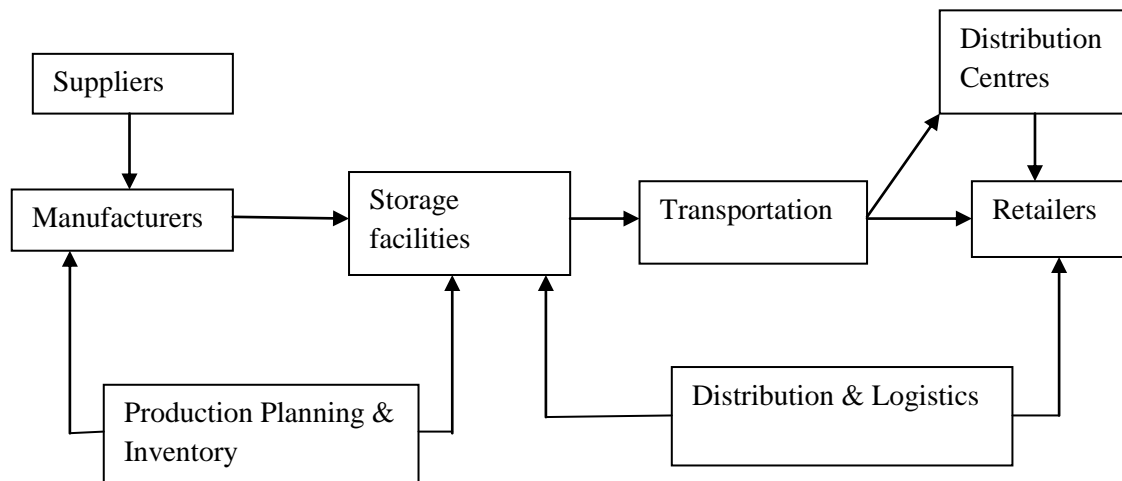 Distribution
Centres
Suppliers
Manufacturers
Storage
facilities
Transportation
Retailers
Production Planning &
Inventory
Distribution & Logistics